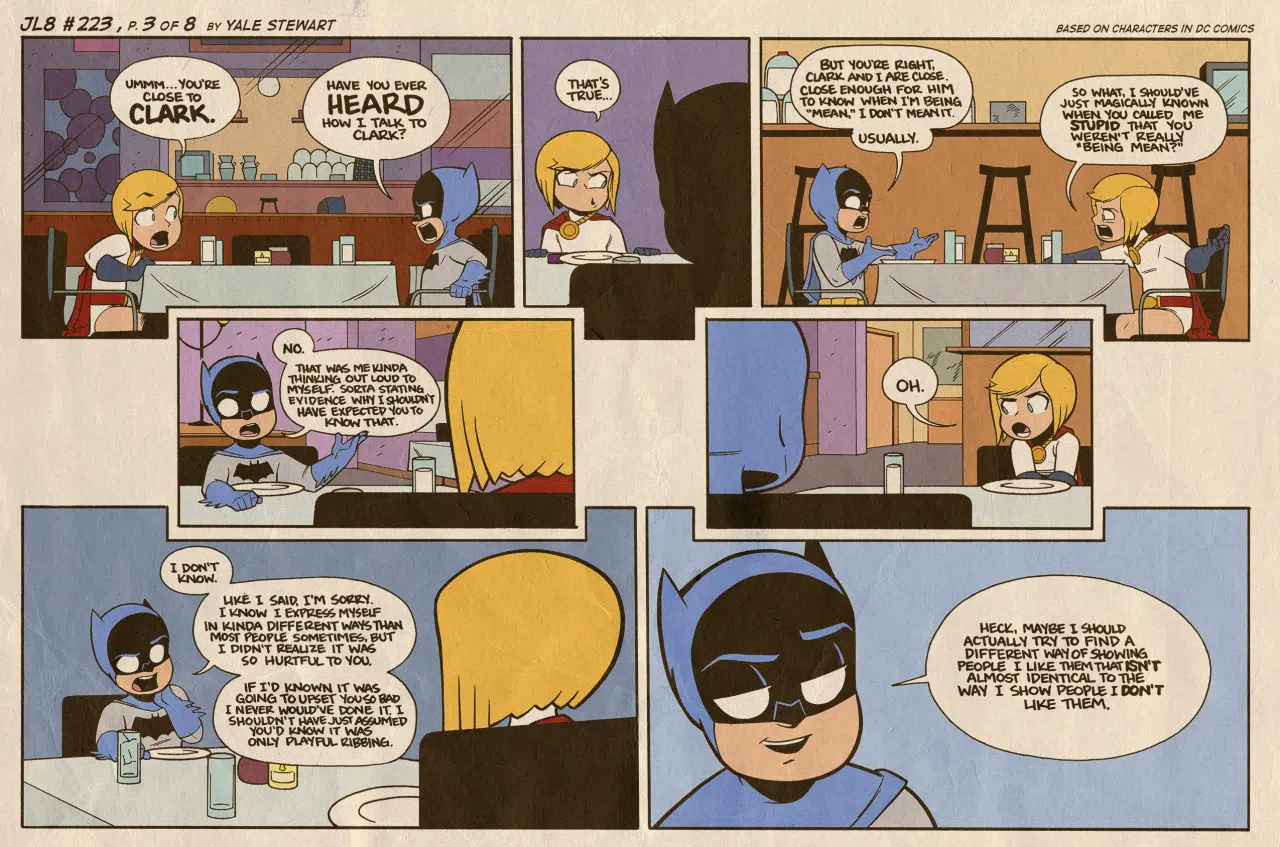 JL8 #223, P. 3 OF 8 BY YALE STEWART
BASED ON CHARACTERS IN DC COMICS
UMMM...YOU'RE
CLOSE TO
CLARK.
HAVE YOU EVER
HEARD
HOW I TALK TO
CLARK?
THAT'S
TRUE...
BUT YOU'RE RIGHT,
CLARK AND I ARE CLOSE.
CLOSE ENOUGH FOR HIM
TO KNOW WHEN I'M BEING
"MEAN," I DON'T MEAN IT.
USUALLY.
SO WHAT, I SHOULD'VE
JUST MAGICALLY KNOWN
WHEN YOU CALLED ME
STUPID THAT YOU
WEREN'T REALLY
"BEING MEAN?"
NO.
THAT WAS ME KINDA
THINKING OUT LOUD TO
MYSELF. SORTA STATING
EVIDENCE WHY I SHOULDN'T
HAVE EXPECTED YOU TO
KNOW THAT.
OH.
I DON'T
KNOW.
LIKE I SAID, I'M SORRY.
I KNOW I EXPRESS MYSELF
IN KINDA DIFFERENT WAYS THAN
MOST PEOPLE SOMETIMES, BUT
I DIDN'T REALIZE IT WAS
SO HURTFUL TO YOU.
IF I'D KNOWN IT WAS
GOING TO UPSET YOU SO BAD
I NEVER WOULD'VE DONE IT. I
SHOULDN'T HAVE JUST ASSUMED
YOU'D KNOW IT WAS
ONLY PLAYFUL RIBBING.
HECK, MAYBE I SHOULD
ACTUALLY TRY TO FIND A
DIFFERENT WAY OF SHOWING
PEOPLE I LIKE THEM THAT ISN'T
ALMOST IDENTICAL TO THE
WAY I SHOW PEOPLE I DON'T
LIKE THEM.